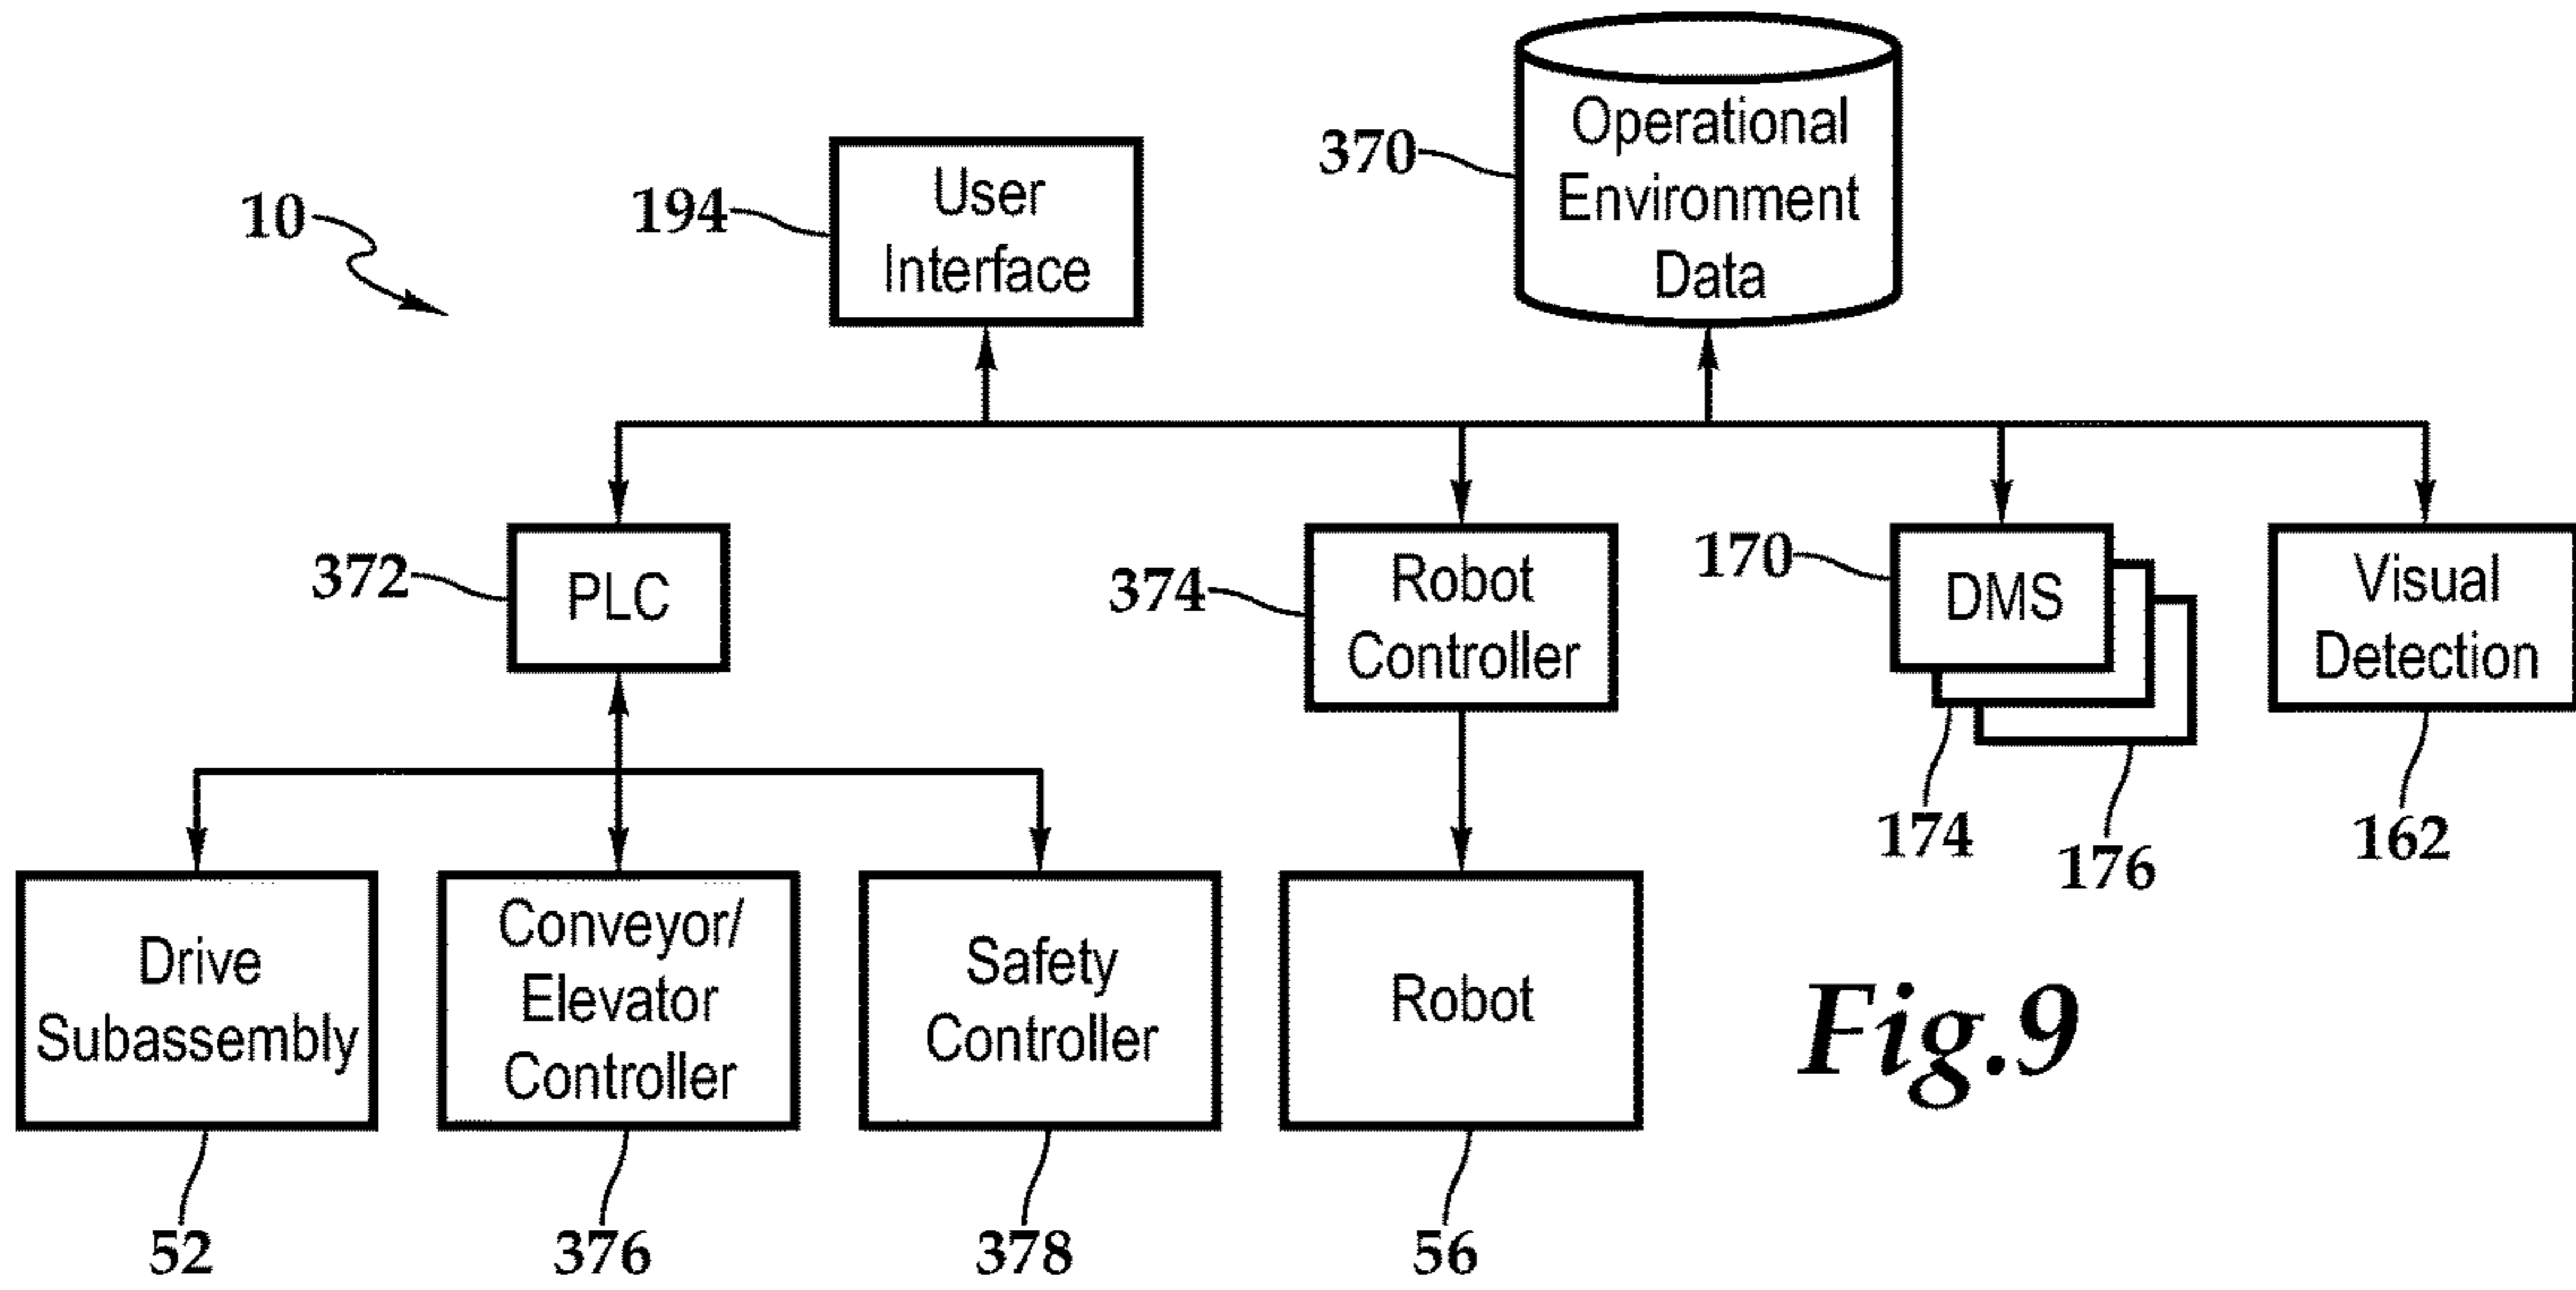 10
194
User
Interface
370
Operational
Environment
Data
372
PLC
374
Robot
Controller
170
DMS
174
176
Visual
Detection
162
Drive
Subassembly
52
Conveyor/
Elevator
Controller
376
Safety
Controller
378
Robot
56
Fig.9